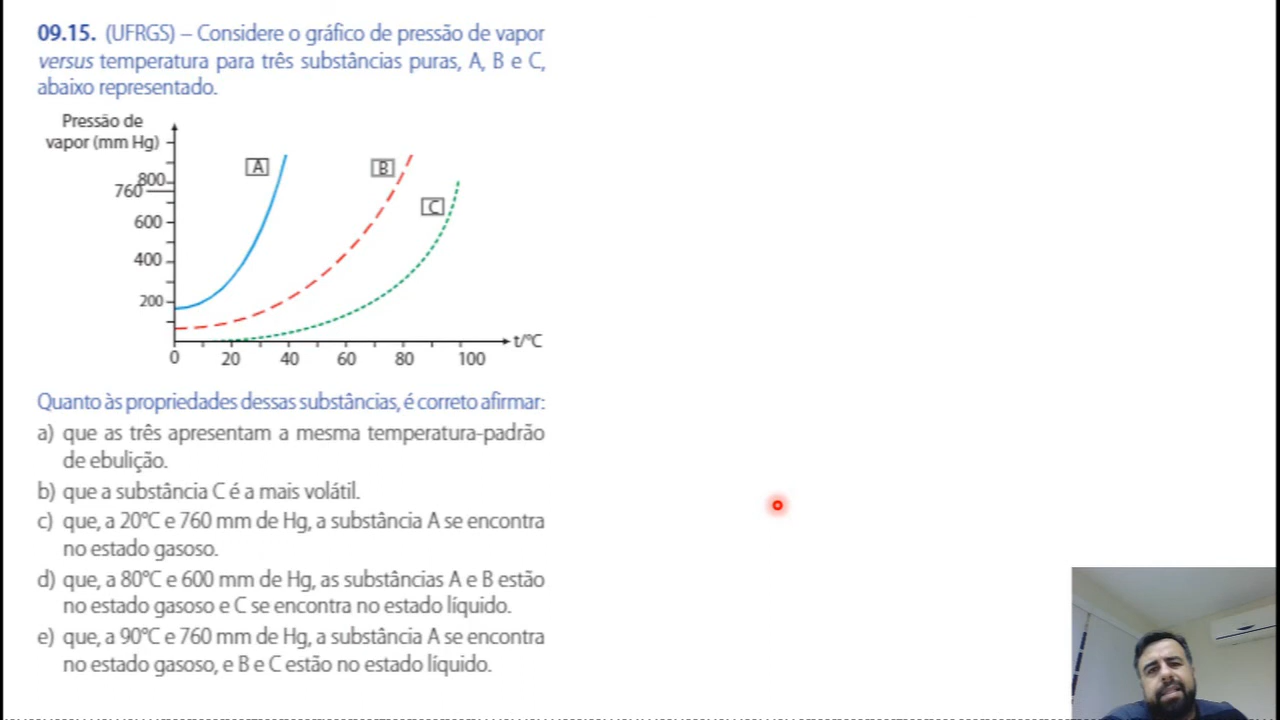 09.15. (UFRGS) – Considere o gráfico de pressão de vapor
versus temperatura para três substâncias puras, A, B e C,
abaixo representado.
Pressão de
vapor (mm Hg)
A
B
C
800
760
600
400
200
t/ºC
0 20 40 60 80 100
Quanto às propriedades dessas substâncias, é correto afirmar:
a) que as três apresentam a mesma temperatura-padrão
de ebulição.
b) que a substância C é a mais volátil.
c) que, a 20ºC e 760 mm de Hg, a substância A se encontra
no estado gasoso.
d) que, a 80ºC e 600 mm de Hg, as substâncias A e B estão
no estado gasoso e C se encontra no estado líquido.
e) que, a 90ºC e 760 mm de Hg, a substância A se encontra
no estado gasoso, e B e C estão no estado líquido.